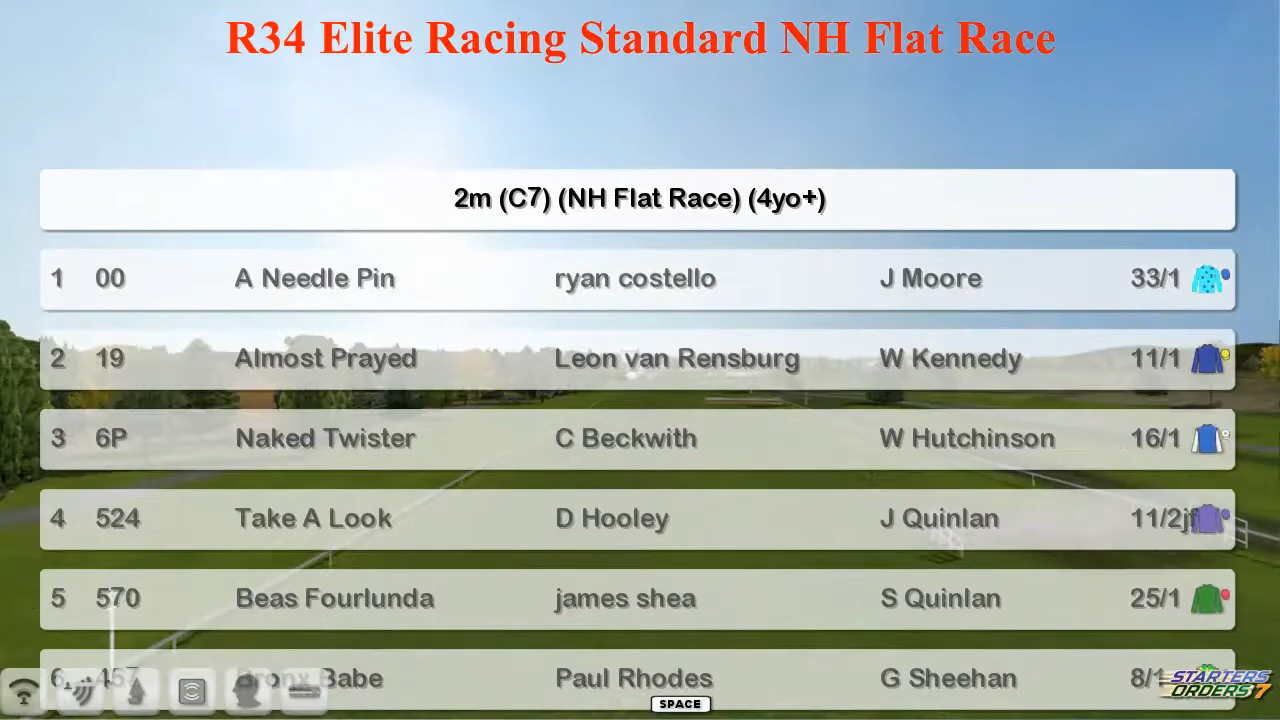 R34 Elite Racing Standard NH Flat Race
2m (C7) (NH Flat Race) (4yo+)
1 00 A Needle Pin ryan costello J Moore 33/1
2 19 Almost Prayed Leon van Rensburg W Kennedy 11/1
3 6P Naked Twister C Beckwith W Hutchinson 16/1
4 524 Take A Look D Hooley J Quinlan 11/2jf
5 570 Beas Fourlunda james shea S Quinlan 25/1
6 457 Bronx Babe Paul Rhodes G Sheehan 8/1
SPACE
STARTERS ORDERS 7